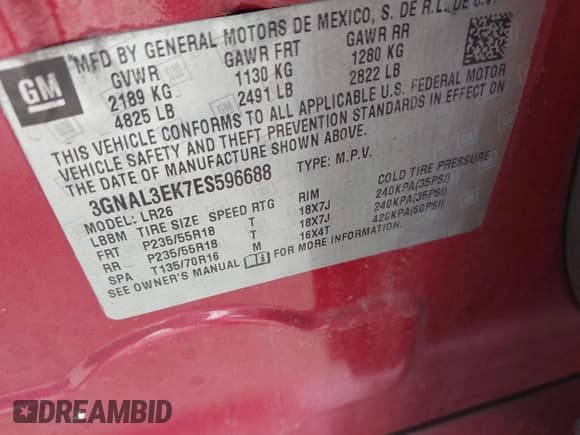 GM
MFD BY GENERAL MOTORS DE MEXICO, S. DE R.L. DE C.V.
GVWR GAWR FRT GAWR RR
2189 KG 1130 KG 1280 KG
4825 LB 2491 LB 2822 LB
THIS VEHICLE CONFORMS TO ALL APPLICABLE U.S. FEDERAL MOTOR
VEHICLE SAFETY AND THEFT PREVENTION STANDARDS IN EFFECT ON
THE DATE OF MANUFACTURE SHOWN ABOVE.
3GNAL3EK7ES596688 TYPE: M.P.V.
MODEL: LR26
LBBM TIRE SIZE SPEED RTG RIM COLD TIRE PRESSURE
FRT P235/55R18 T 18X7J 240KPA(35PSI)
RR P235/55R18 T 18X7J 240KPA(35PSI)
SPA T135/70R16 M 16X4T 420KPA(60PSI)
SEE OWNER'S MANUAL FOR MORE INFORMATION.
DREAMBID